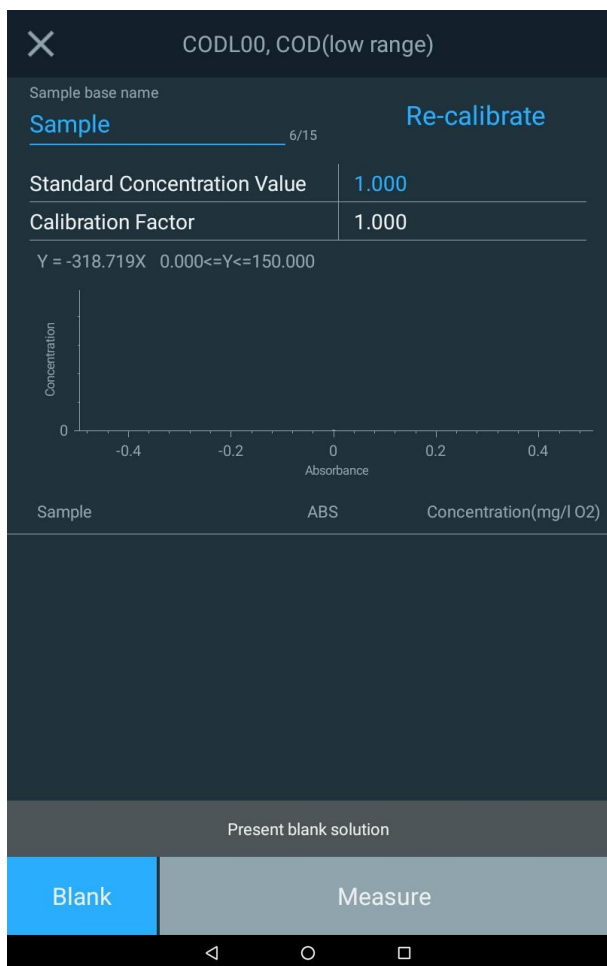 CODL00, COD(low range)
Sample base name
Sample
6/15
Re-calibrate
Standard Concentration Value 1.000
Calibration Factor 1.000
Y = -318.719X 0.000<=Y<=150.000
Concentration
0
-0.4 -0.2 0 0.2 0.4
Absorbance
Sample ABS Concentration(mg/l O2)
Present blank solution
Blank Measure